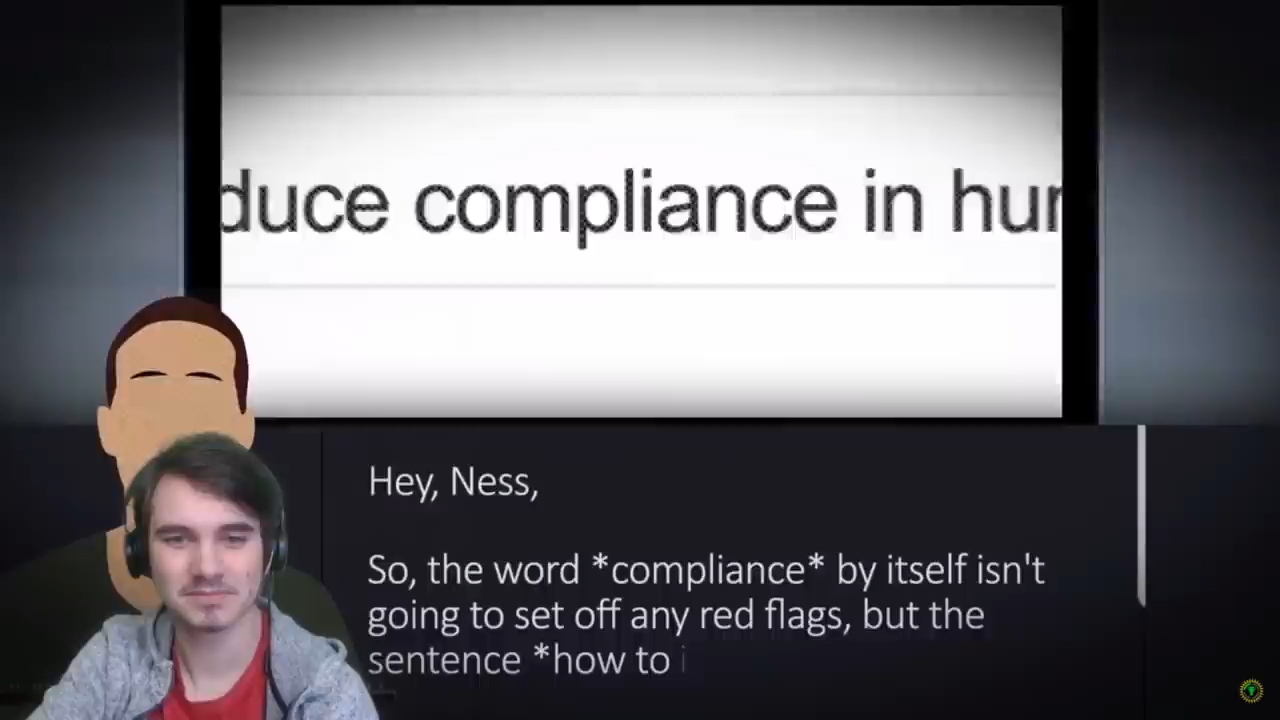 duce compliance in hur
Hey, Ness,
So, the word *compliance* by itself isn't
going to set off any red flags, but the
sentence *how to i